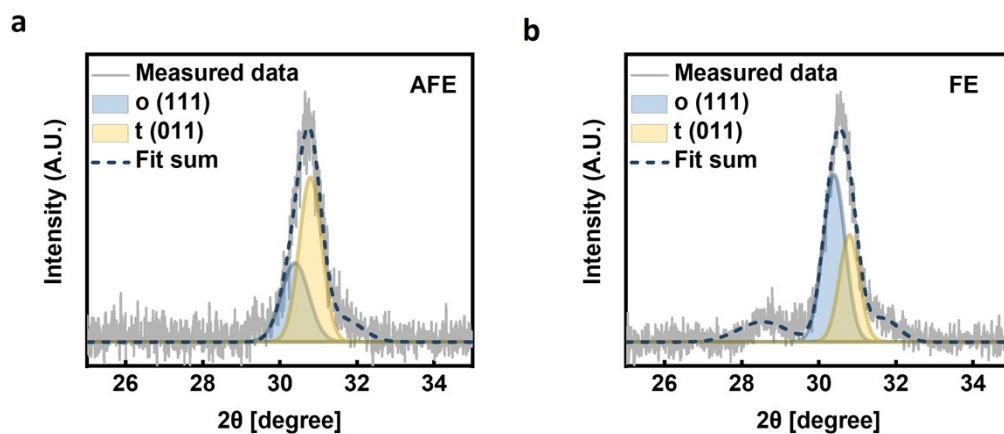 a
Measured data
AFE
o (111)
t (011)
Fit sum
Intensity (A.U.)
26 28 30 32 34
2θ [degree]
b
Measured data
FE
o (111)
t (011)
Fit sum
Intensity (A.U.)
26 28 30 32 34
2θ [degree]